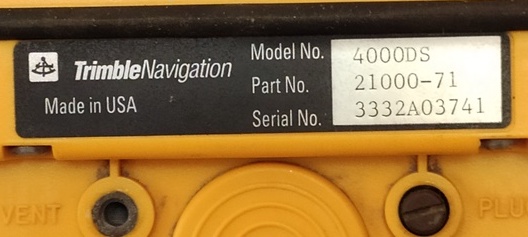 TrimbleNavigation
Made in USA
Model No. 4000DS
Part No. 21000-71
Serial No. 3332A03741
VENT
PLU